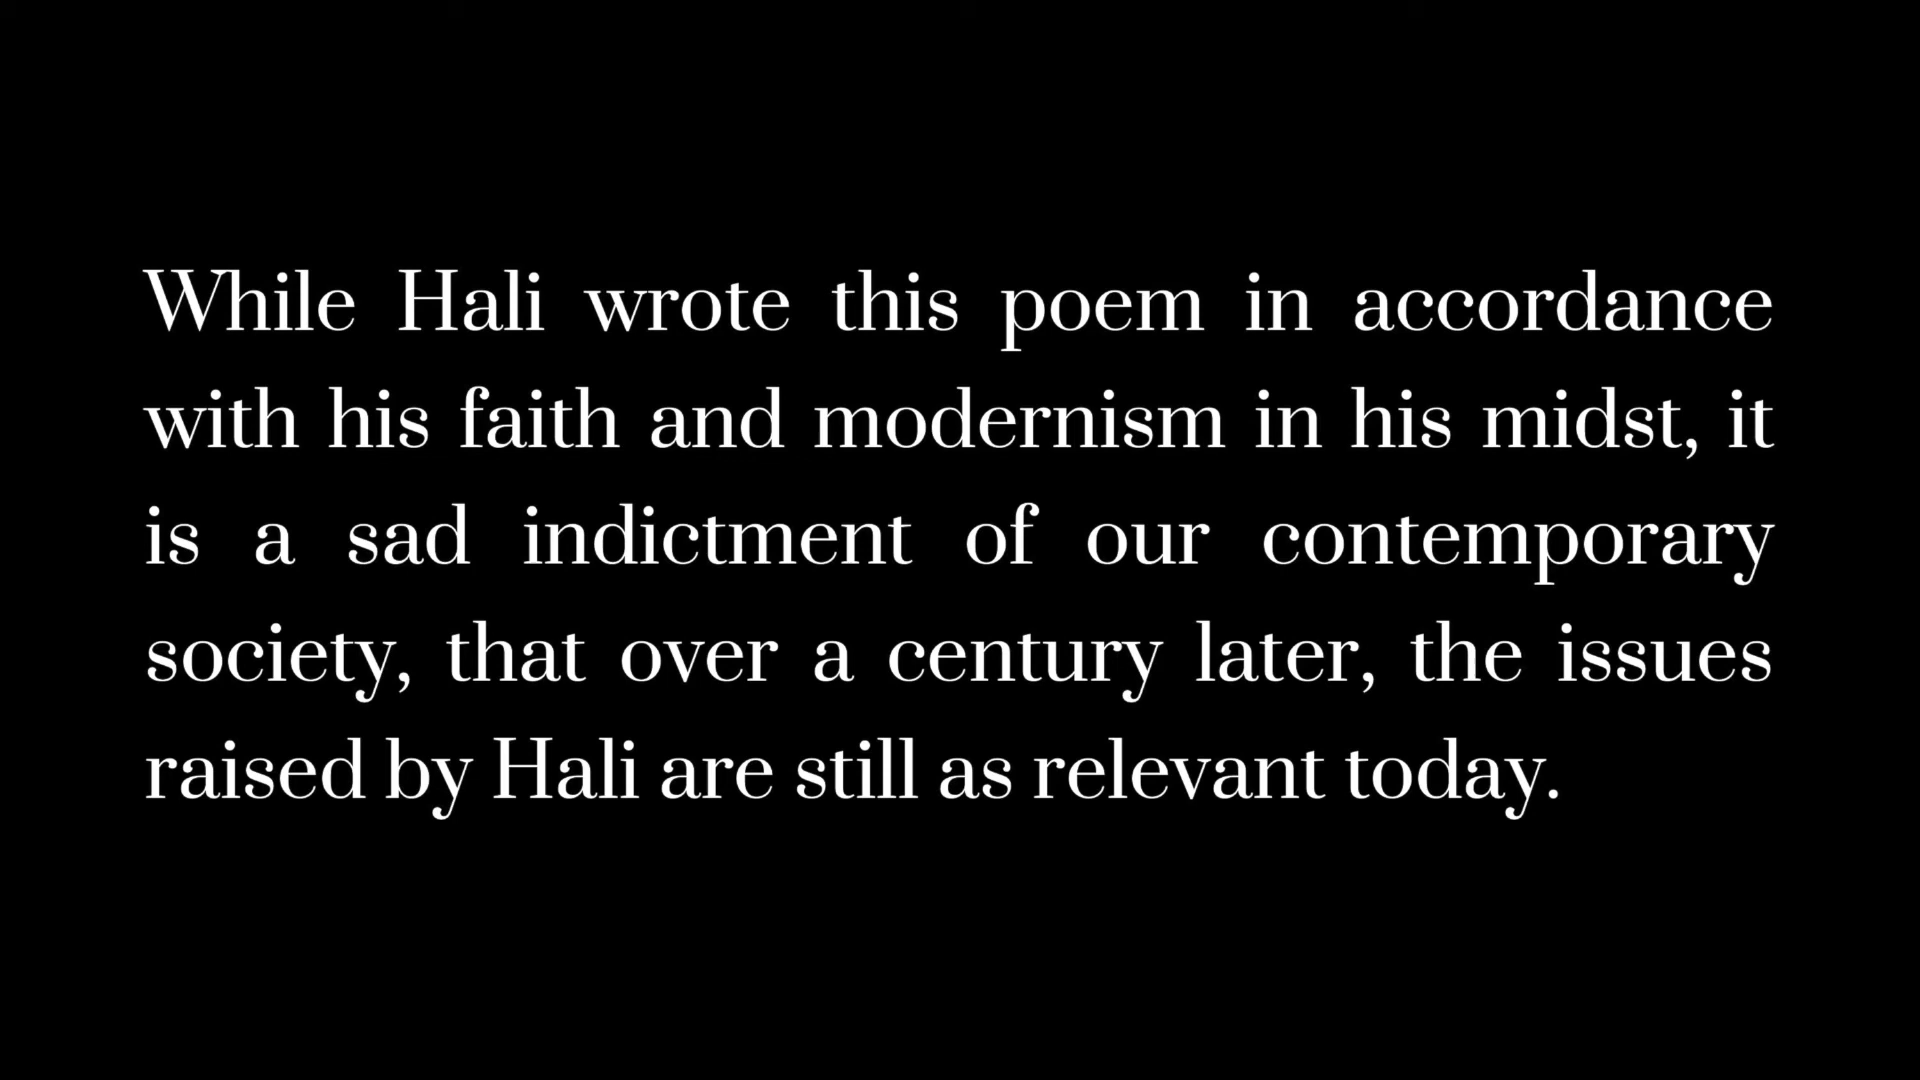 While Hali wrote this poem in accordance
with his faith and modernism in his midst, it
is a sad indictment of our contemporary
society, that over a century later, the issues
raised by Hali are still as relevant today.